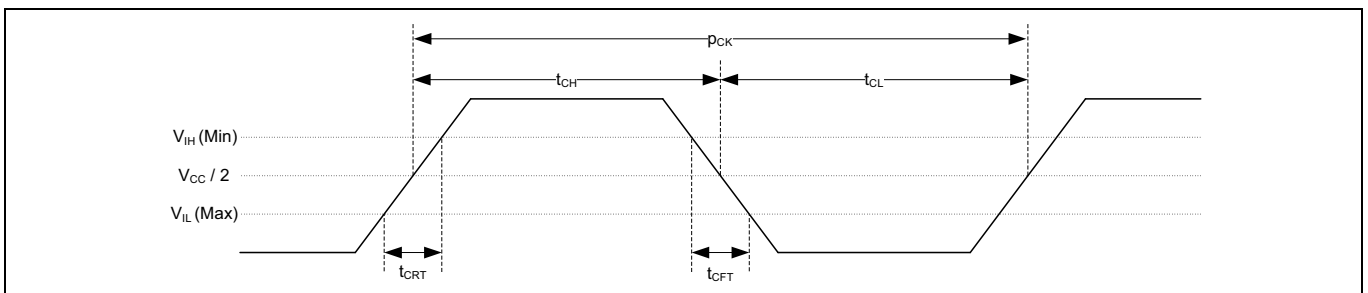 pCK
tCH
tCL
VIH (Min)
VCC / 2
VIL (Max)
tCRT
tCFT